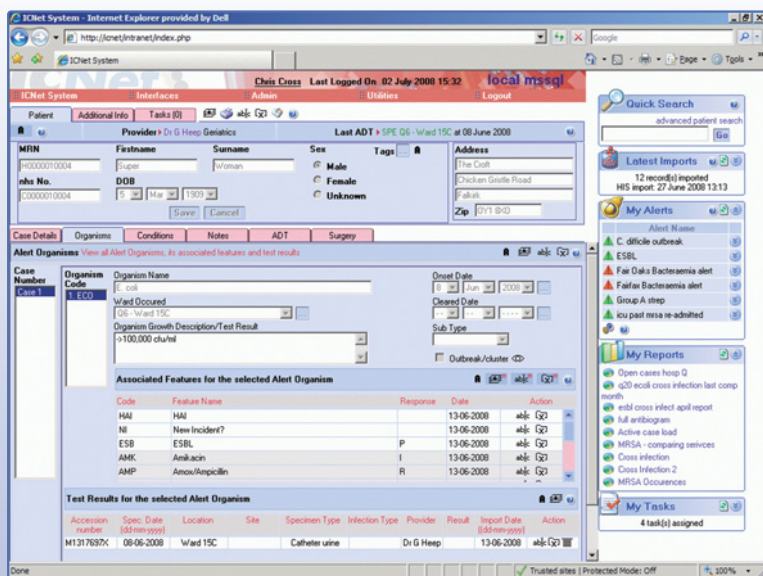 ICNet System - Internet Explorer provided by Dell
http://icnet/intranet/index.php
Google
ICNet System
Page
Tools
Chris Cross Last Logged On 02 July 2008 15:32 local mssql
ICNet System Interfaces Admin Utilities Logout
Patient Additional Info Tasks (0)
Provider Dr G Heep Geriatics Last ADT SPE Q6 - Ward 15C at 08 June 2008
MRN Firstname Surname Sex Tags Address
H0000010004 Super Woman Male The Croft
nhs No. DOB Female Chicken Gristle Road
C0000010004 5 Mar 1909 Unknown Falkirk
Save Cancel Zip OY1 8XO
Case Details Organisms Conditions Notes ADT Surgery
Alert Organisms View all Alert Organisms, its associated features and test results
Case Number
Case 1
Organism Code
1. ECO
Organism Name
E. coli
Onset Date
8 Jun 2008
Ward Occured
Q6 - Ward 15C
Cleared Date
-- -- ----
Organism Growth Description/Test Result
>100,000 cfu/ml
Sub Type
Outbreak/cluster
Associated Features for the selected Alert Organism
Code Feature Name Response Date Action
HAI HAI 13-06-2008
NI New Incident? 13-06-2008
ESB ESBL P 13-06-2008
AMK Amikacin I 13-06-2008
AMP Amox/Ampicillin R 13-06-2008
Test Results for the selected Alert Organism
Accession number Spec. Date (dd-mm-yyyy) Location Site Specimen Type Infection Type Provider Result Import Date (dd-mm-yyyy) Action
M1317697X 08-06-2008 Ward 15C Catheter urine Dr G Heep 13-06-2008
Quick Search
advanced patient search
Go
Latest Imports
12 record(s) imported
HIS import: 27 June 2008 13:13
My Alerts
Alert Name
C. difficile outbreak
ESBL
Fair Oaks Bacteraemia alert
Fairfax Bacteraemia alert
Group A strep
icu past mrsa re-admitted
My Reports
Open cases hosp Q
q20 ecoli cross infection last comp
month
esbl cross infect april report
full antibiogram
Active case load
MRSA - comparing serivces
Cross infection
Cross Infection 2
MRSA Occurences
My Tasks
4 task(s) assigned
Done Trusted sites | Protected Mode: Off 100%